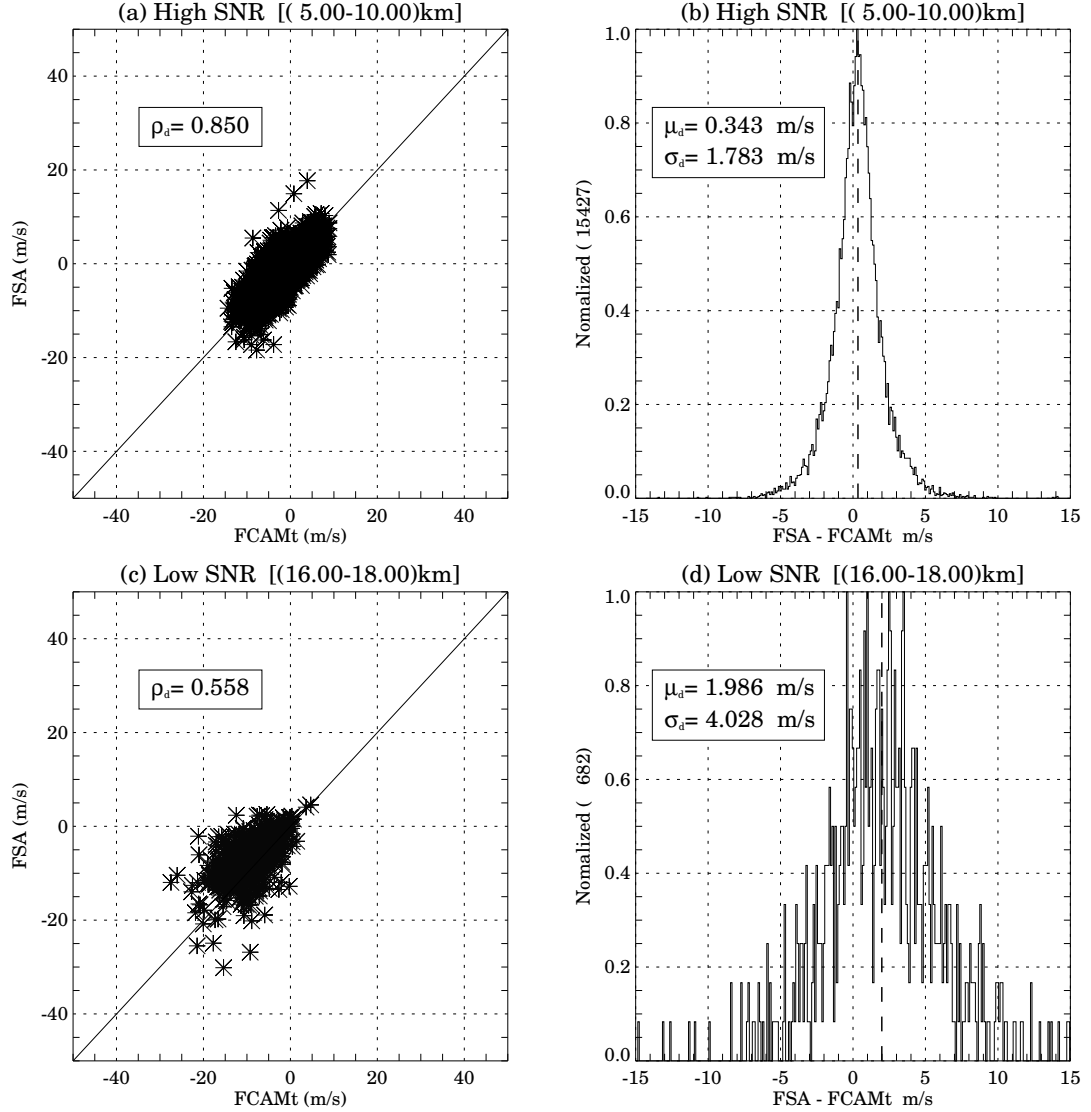 (a) High SNR [( 5.00-10.00)km]
ρd= 0.850
FSA (m/s)
40
20
0
-20
-40
-40 -20 0 20 40
FCAMt (m/s)
(b) High SNR [( 5.00-10.00)km]
μd= 0.343 m/s
σd= 1.783 m/s
Nomalized ( 15427)
1.0
0.8
0.6
0.4
0.2
0.0
-15 -10 -5 0 5 10 15
FSA - FCAMt m/s
(c) Low SNR [(16.00-18.00)km]
ρd= 0.558
FSA (m/s)
40
20
0
-20
-40
-40 -20 0 20 40
FCAMt (m/s)
(d) Low SNR [(16.00-18.00)km]
μd= 1.986 m/s
σd= 4.028 m/s
Nomalized ( 682)
1.0
0.8
0.6
0.4
0.2
0.0
-15 -10 -5 0 5 10 15
FSA - FCAMt m/s